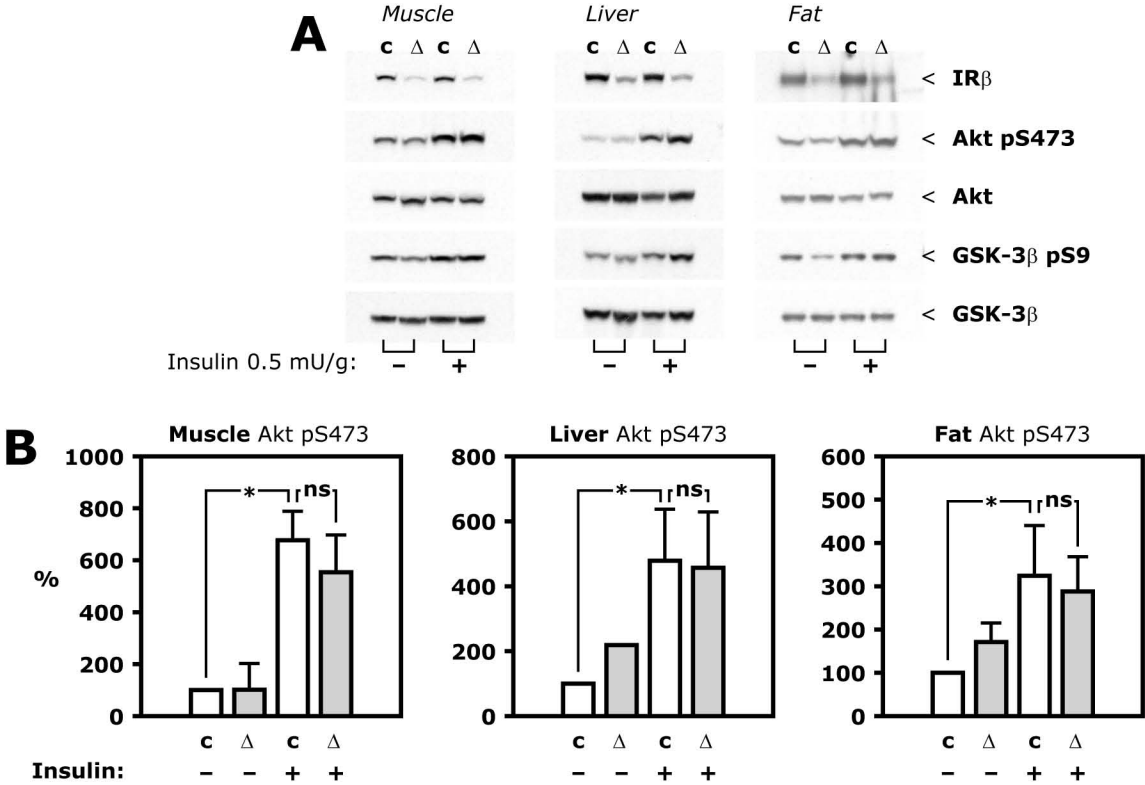 A
Muscle Liver Fat
c Δ c Δ c Δ c Δ c Δ c Δ
< IRβ
< Akt pS473
< Akt
< GSK-3β pS9
< GSK-3β
Insulin 0.5 mU/g: – + – + – +
B
Muscle Akt pS473
%
1000
800
600
400
200
0
* ns
c Δ c Δ
Insulin: – – + +
Liver Akt pS473
800
600
400
200
0
* ns
c Δ c Δ
– – + +
Fat Akt pS473
600
500
400
300
200
100
0
* ns
c Δ c Δ
– – + +